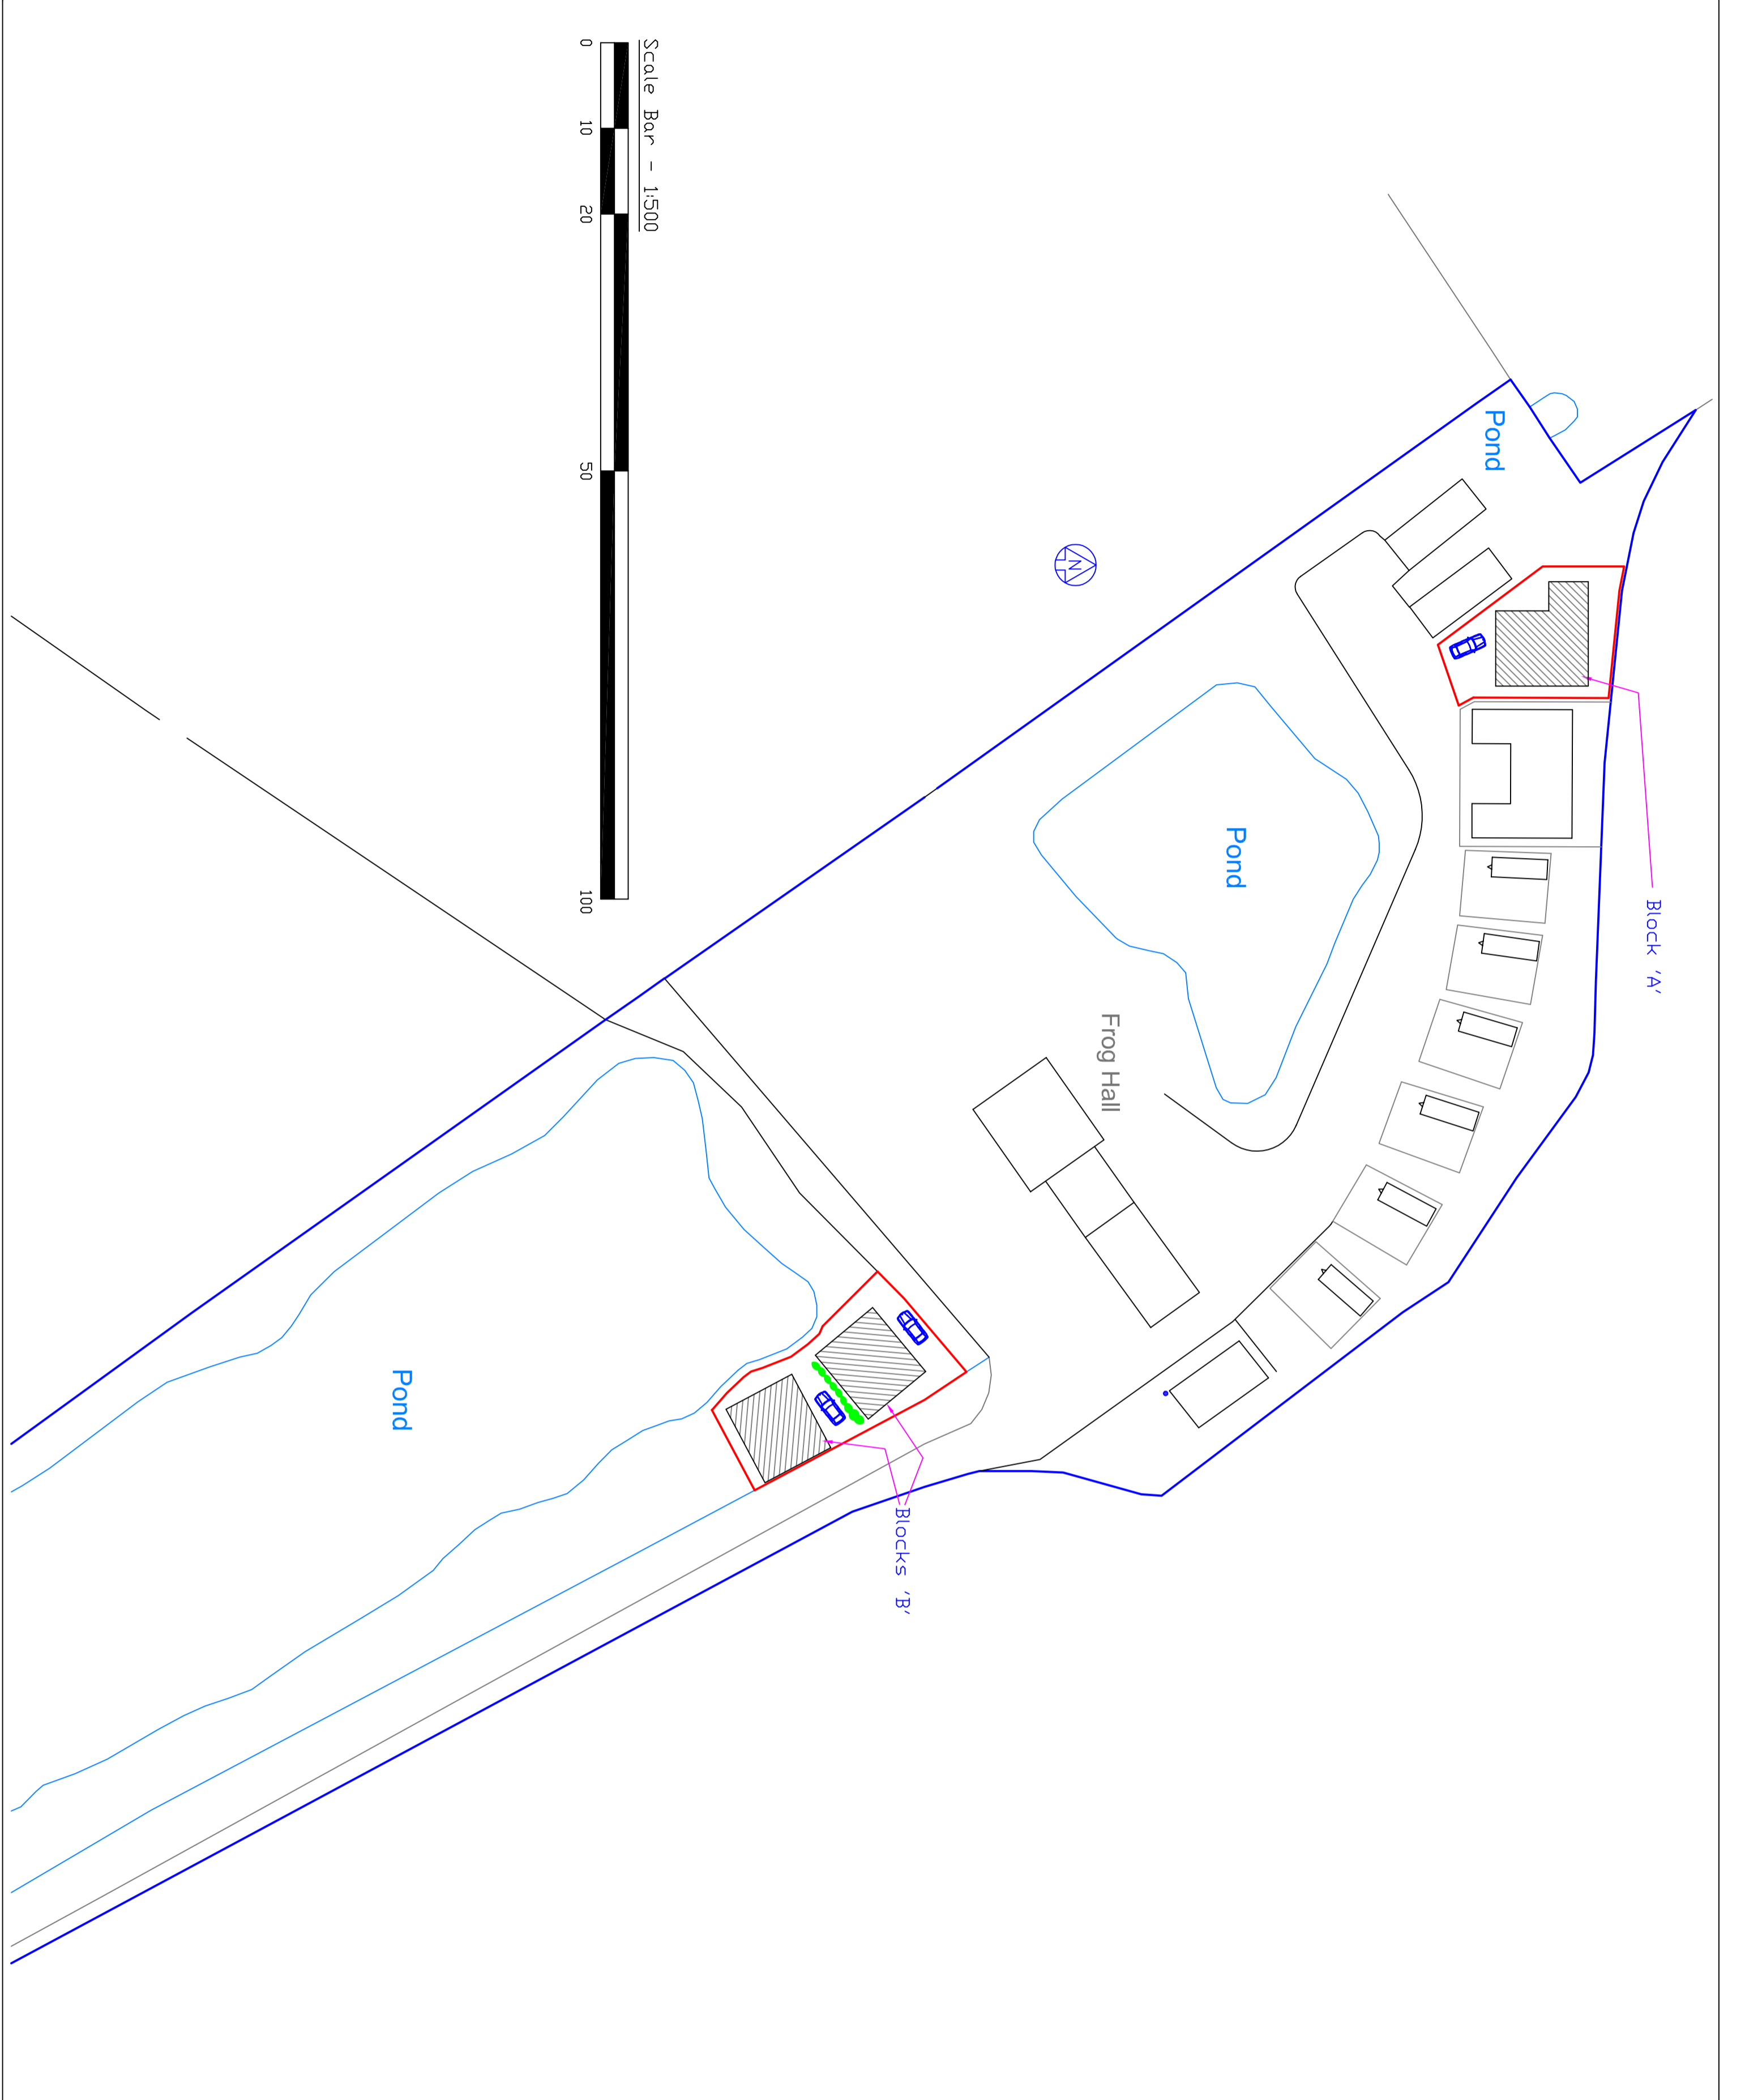 Block 'A'
Pond
Pond
Frog Hall
N
Blocks 'B'
Scale Bar - 1:500
0 10 20 50 100
Pond